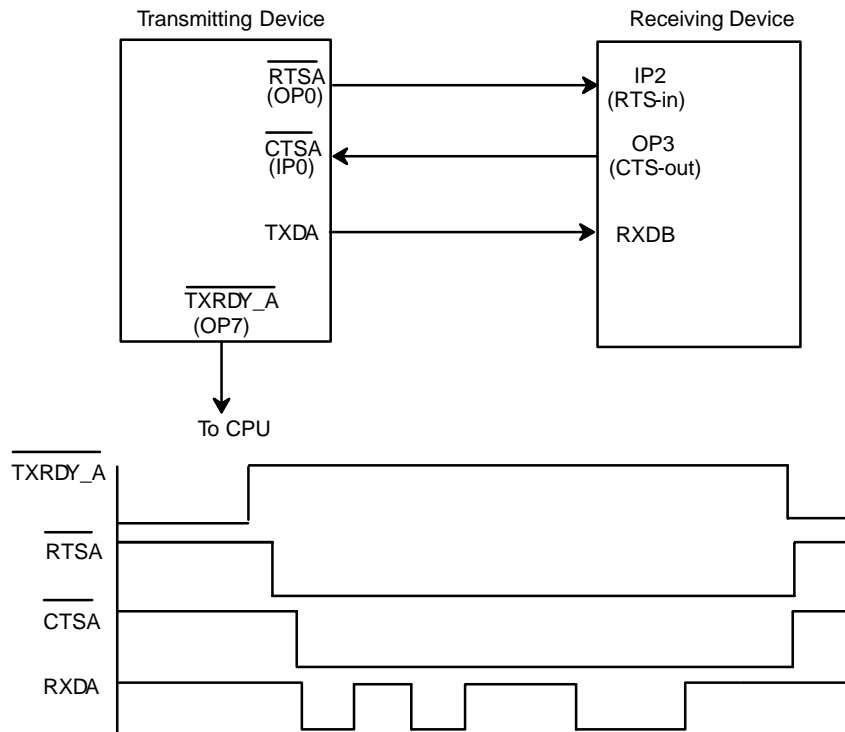 Transmitting Device
Receiving Device
RTSA
(OP0)
IP2
(RTS-in)
CTSA
(IP0)
OP3
(CTS-out)
TXDA
RXDB
TXRDY_A
(OP7)
To CPU
TXRDY_A
RTSA
CTSA
RXDA